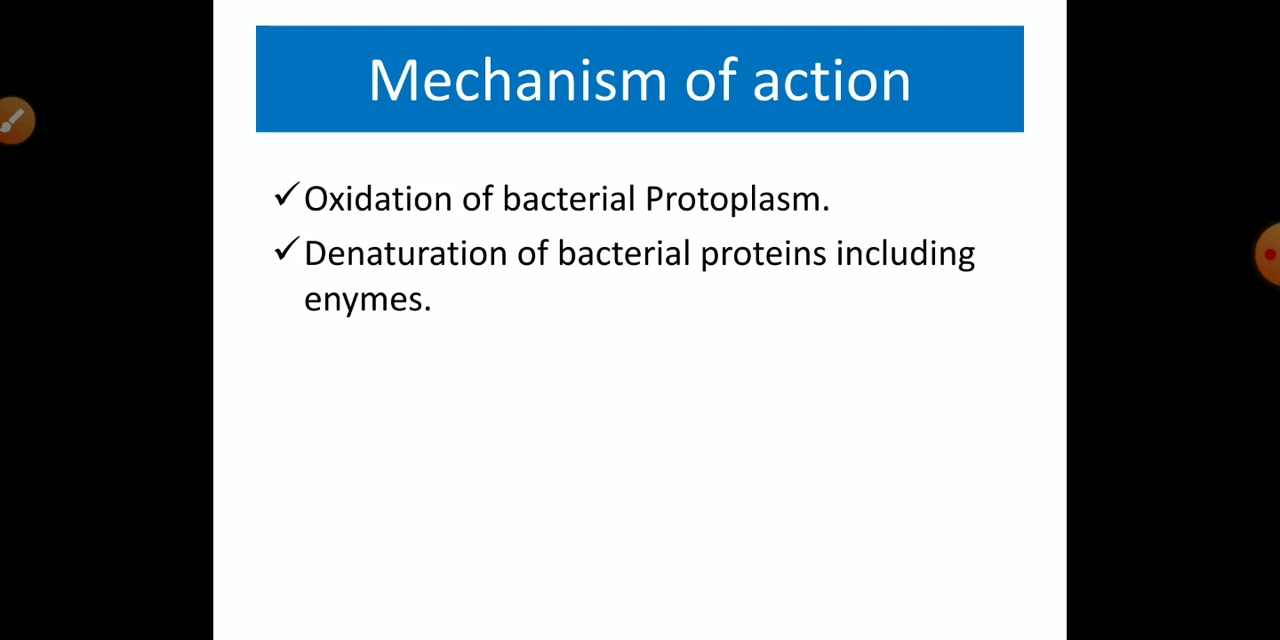 Mechanism of action
✓Oxidation of bacterial Protoplasm.
✓Denaturation of bacterial proteins including
enymes.